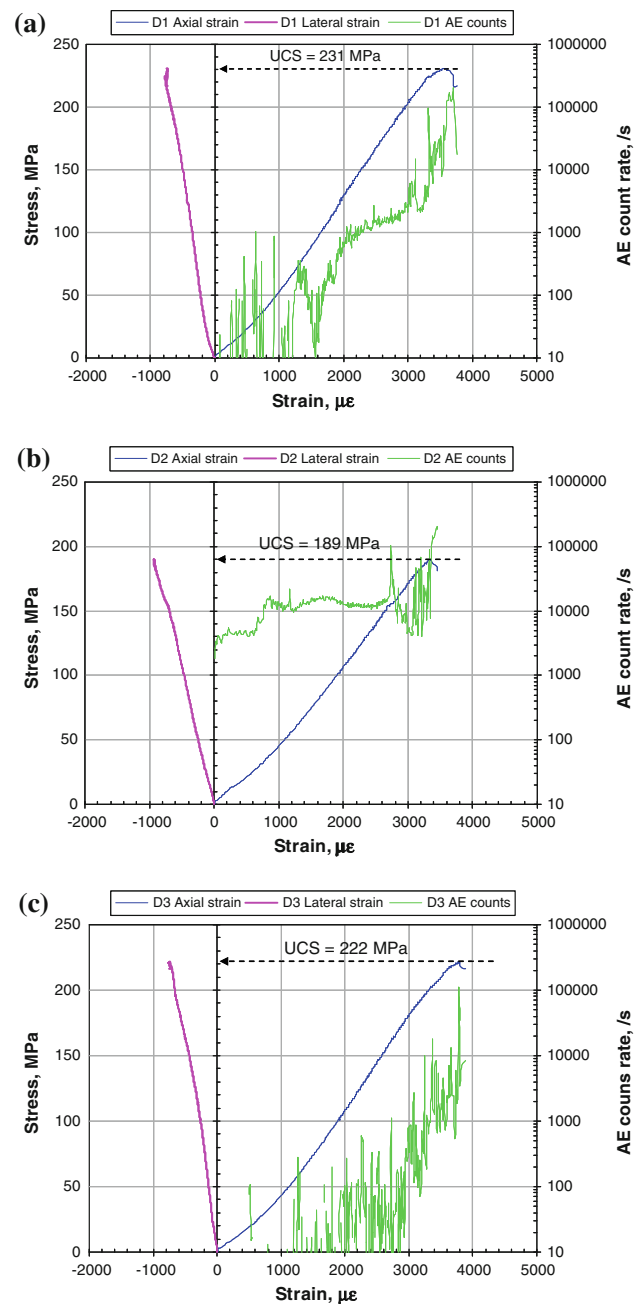 (a)
D1 Axial strain D1 Lateral strain D1 AE counts
250 1000000
UCS = 231 MPa
200 100000
150 10000
100 1000
50 100
0 10
-2000 -1000 0 1000 2000 3000 4000 5000
Stress, MPa
AE count rate, /s
Strain, με
(b)
D2 Axial strain D2 Lateral strain D2 AE counts
250 1000000
200 100000
UCS = 189 MPa
150 10000
100 1000
50 100
0 10
-2000 -1000 0 1000 2000 3000 4000 5000
Stress, MPa
AE count rate, /s
Strain, με
(c)
D3 Axial strain D3 Lateral strain D3 AE counts
250 1000000
UCS = 222 MPa
200 100000
150 10000
100 1000
50 100
0 10
-2000 -1000 0 1000 2000 3000 4000 5000
Stress, MPa
AE couns rate, /s
Strain, με